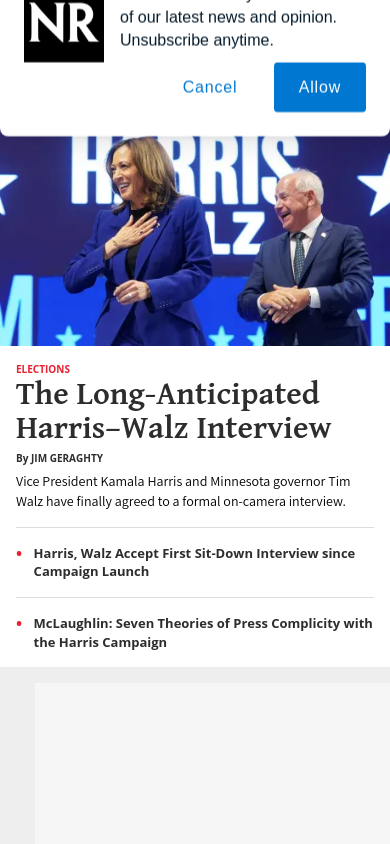 NR
of our latest news and opinion.
Unsubscribe anytime.
Cancel
Allow
HARRIS
LZ
ELECTIONS
The Long-Anticipated
Harris–Walz Interview
By JIM GERAGHTY
Vice President Kamala Harris and Minnesota governor Tim
Walz have finally agreed to a formal on-camera interview.
• Harris, Walz Accept First Sit-Down Interview since
Campaign Launch
• McLaughlin: Seven Theories of Press Complicity with
the Harris Campaign